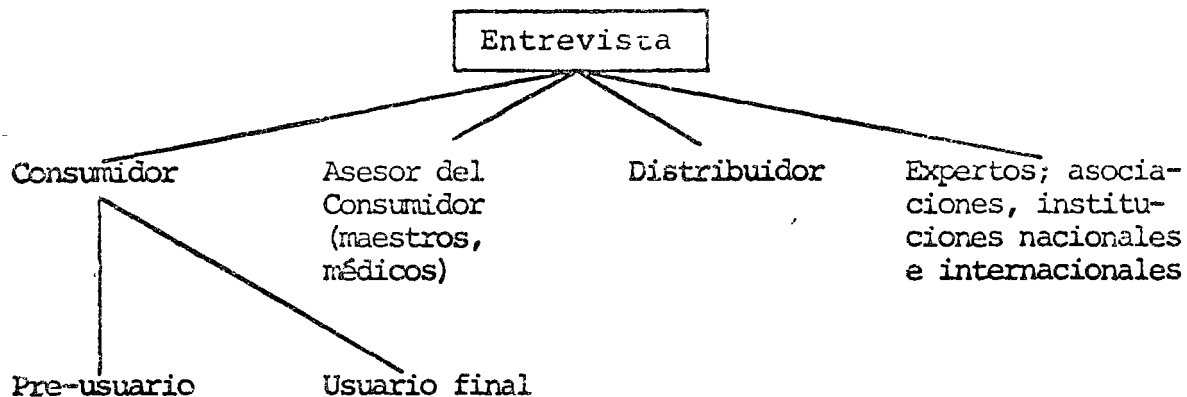 Entrevista
Consumidor
Asesor del
Consumidor
(maestros,
médicos)
Distribuidor
Expertos; asocia-
ciones, institu-
ciones nacionales
e internacionales
Pre-usuario
Usuario final